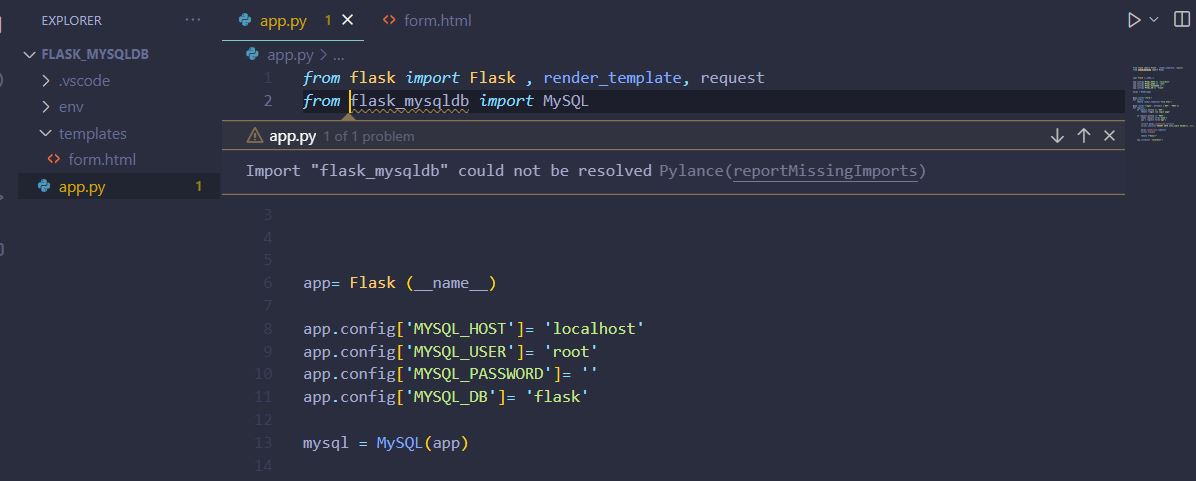 EXPLORER ...
app.py 1
form.html
FLASK_MYSQLDB
.vscode
env
templates
form.html
app.py 1
app.py > ...
1 from flask import Flask , render_template, request
2 from flask_mysqldb import MySQL
app.py 1 of 1 problem
Import "flask_mysqldb" could not be resolved Pylance(reportMissingImports)
3
4
5
6 app= Flask (__name__)
7
8 app.config['MYSQL_HOST']= 'localhost'
9 app.config['MYSQL_USER']= 'root'
10 app.config['MYSQL_PASSWORD']= ''
11 app.config['MYSQL_DB']= 'flask'
12
13 mysql = MySQL(app)
14